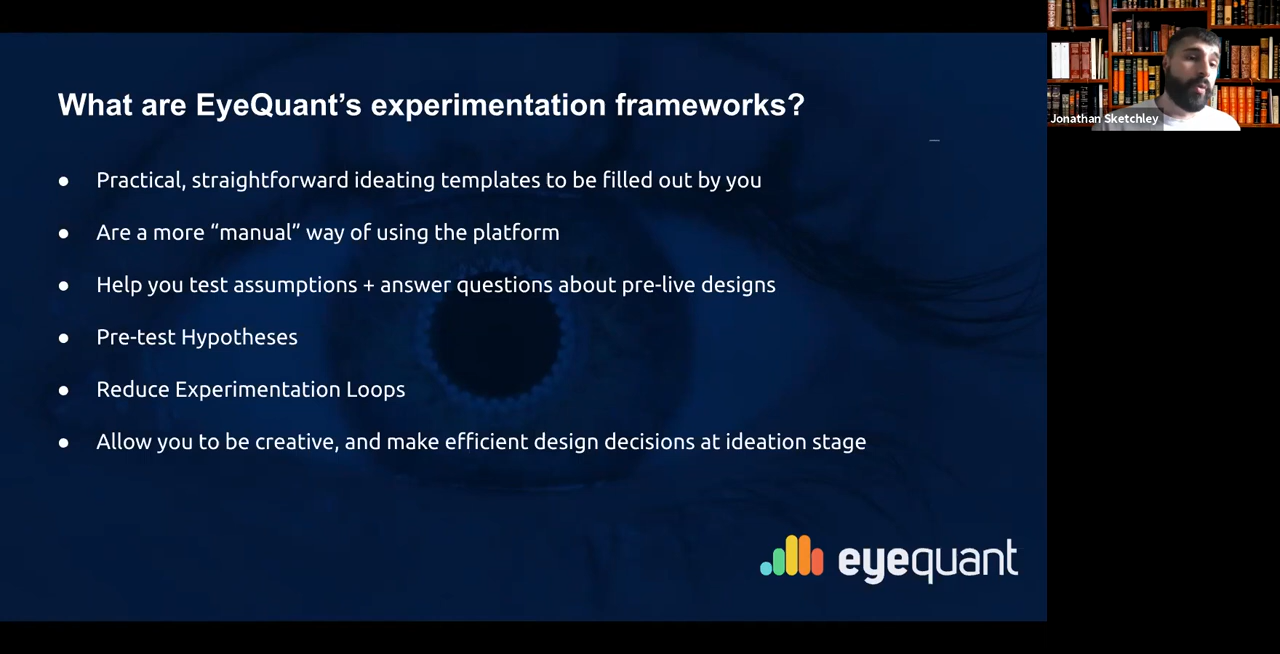 What are EyeQuant’s experimentation frameworks?
● Practical, straightforward ideating templates to be filled out by you
● Are a more “manual” way of using the platform
● Help you test assumptions + answer questions about pre-live designs
● Pre-test Hypotheses
● Reduce Experimentation Loops
● Allow you to be creative, and make efficient design decisions at ideation stage
eyequant
Jonathan Sketchley